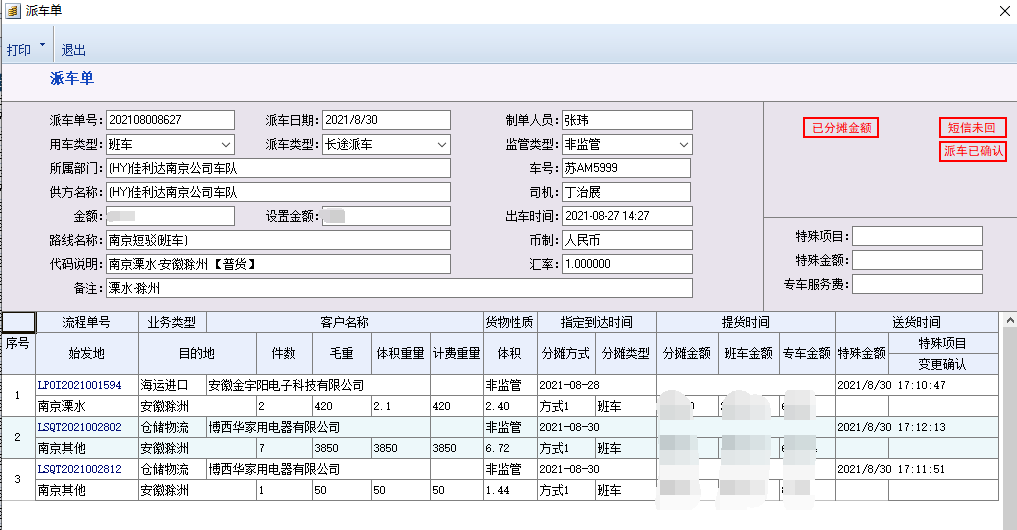 派车单
打印 退出
派车单
派车单号: 202108008627 派车日期: 2021/8/30 制单人员: 张玮 已分摊金额 短信未回
用车类型: 班车 派车类型: 长途派车 监管类型: 非监管 派车已确认
所属部门: (HY)佳利达南京公司车队 车号: 苏AM5999
供方名称: (HY)佳利达南京公司车队 司机: 丁治展
金额: 设置金额: 出车时间: 2021-08-27 14:27
路线名称: 南京短驳(班车) 币制: 人民币 特殊项目:
代码说明: 南京溧水-安徽滁州【普货】 汇率: 1.000000 特殊金额:
备注: 溧水-滁州 专车服务费:
流程单号 业务类型 客户名称 货物性质 指定到达时间 提货时间 送货时间
序号 始发地 目的地 件数 毛重 体积重量 计费重量 体积 分摊方式 分摊类型 分摊金额 班车金额 专车金额 特殊金额 特殊项目
变更确认
1 LPOI2021001594 海运进口 安徽金宇阳电子科技有限公司 非监管 2021-08-28 2021/8/30 17:10:47
南京溧水 安徽滁州 2 420 2.1 420 2.40 方式1 班车
2 LSQT2021002802 仓储物流 博西华家用电器有限公司 非监管 2021-08-30 2021/8/30 17:12:13
南京其他 安徽滁州 7 3850 3850 3850 6.72 方式1 班车
3 LSQT2021002812 仓储物流 博西华家用电器有限公司 非监管 2021-08-30 2021/8/30 17:11:51
南京其他 安徽滁州 1 50 50 50 1.44 方式1 班车